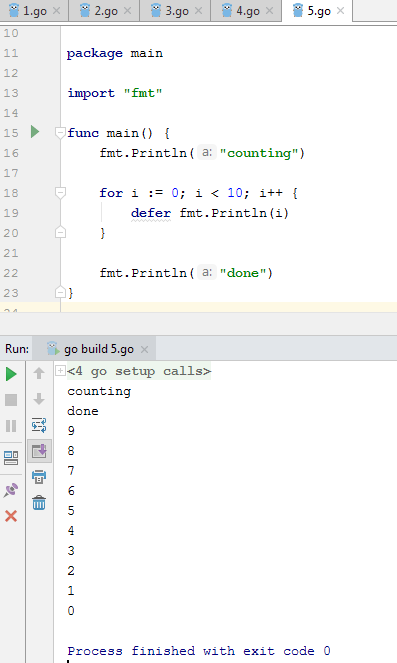 1.go 2.go 3.go 4.go 5.go
10
11 package main
12
13 import "fmt"
14
15 func main() {
16 fmt.Println( a: "counting")
17
18 for i := 0; i < 10; i++ {
19 defer fmt.Println(i)
20 }
21
22 fmt.Println( a: "done")
23 }
24
Run: go build 5.go
<4 go setup calls>
counting
done
9
8
7
6
5
4
3
2
1
0
Process finished with exit code 0